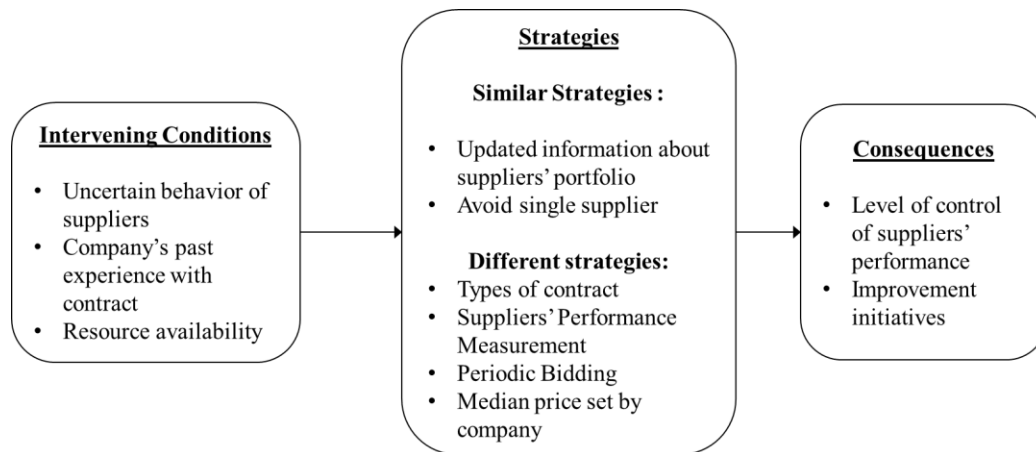 Intervening Conditions
• Uncertain behavior of
suppliers
• Company’s past
experience with
contract
• Resource availability
Strategies
Similar Strategies :
• Updated information about
suppliers’ portfolio
• Avoid single supplier
Different strategies:
• Types of contract
• Suppliers’ Performance
Measurement
• Periodic Bidding
• Median price set by
company
Consequences
• Level of control
of suppliers’
performance
• Improvement
initiatives